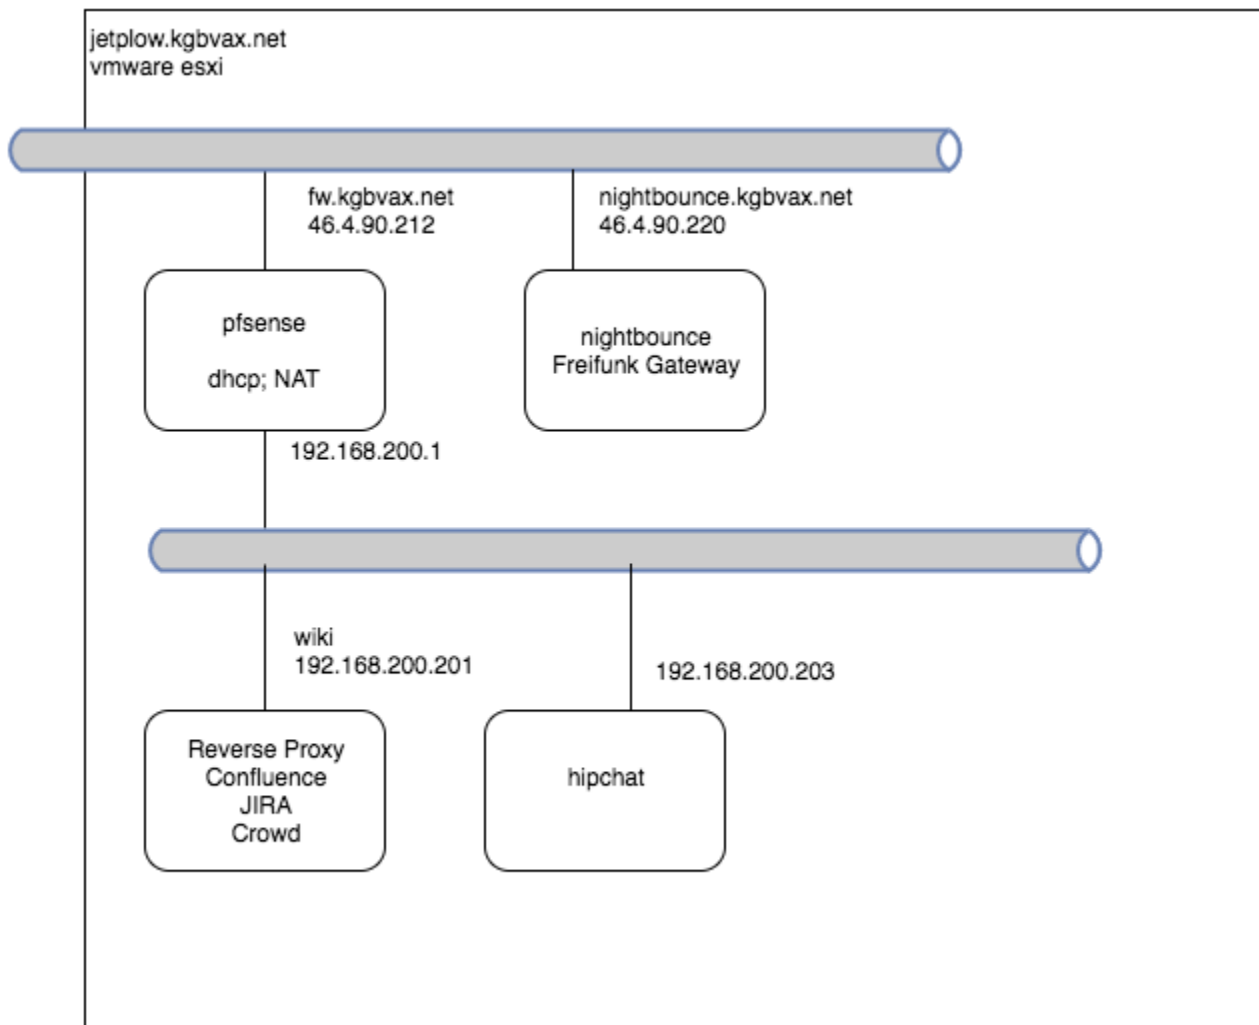 jetplow.kgbvax.net
vmware esxi
fw.kgbvax.net
46.4.90.212
nightbounce.kgbvax.net
46.4.90.220
pfsense
dhcp; NAT
nightbounce
Freifunk Gateway
192.168.200.1
wiki
192.168.200.201
192.168.200.203
Reverse Proxy
Confluence
JIRA
Crowd
hipchat